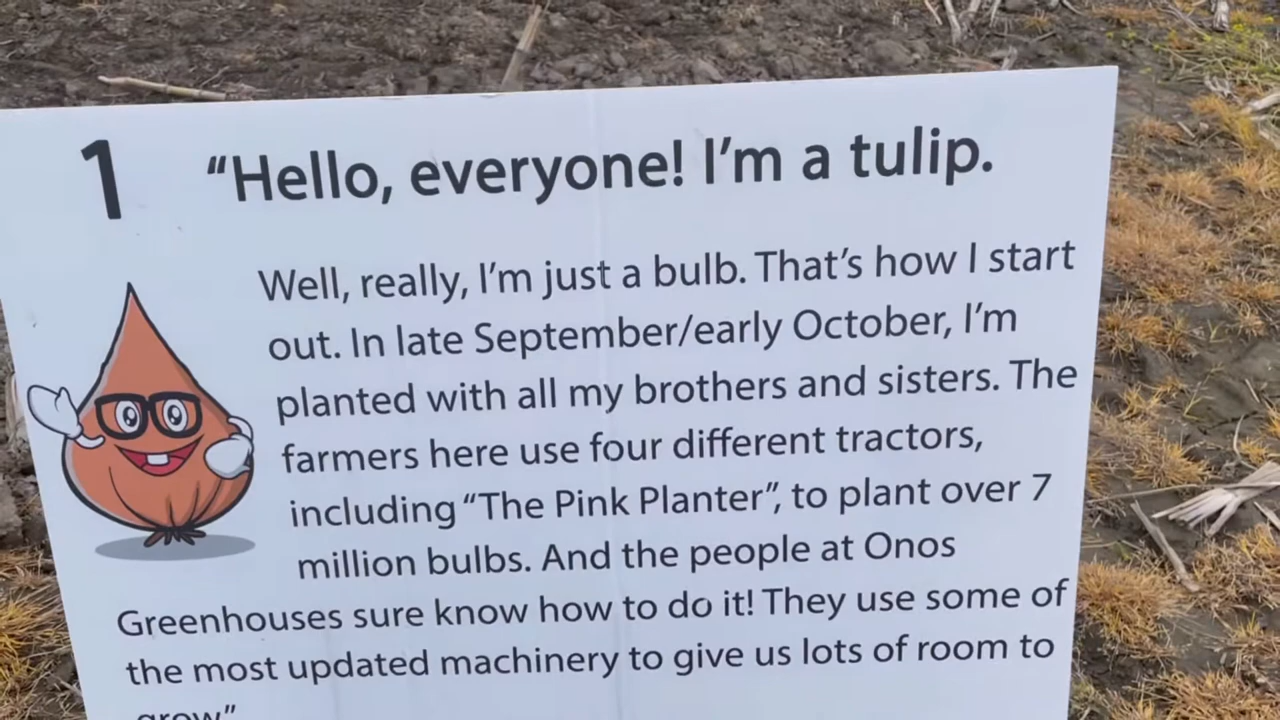 1 "Hello, everyone! I'm a tulip.
Well, really, I'm just a bulb. That's how I start
out. In late September/early October, I'm
planted with all my brothers and sisters. The
farmers here use four different tractors,
including "The Pink Planter", to plant over 7
million bulbs. And the people at Onos
Greenhouses sure know how to do it! They use some of
the most updated machinery to give us lots of room to
grow"